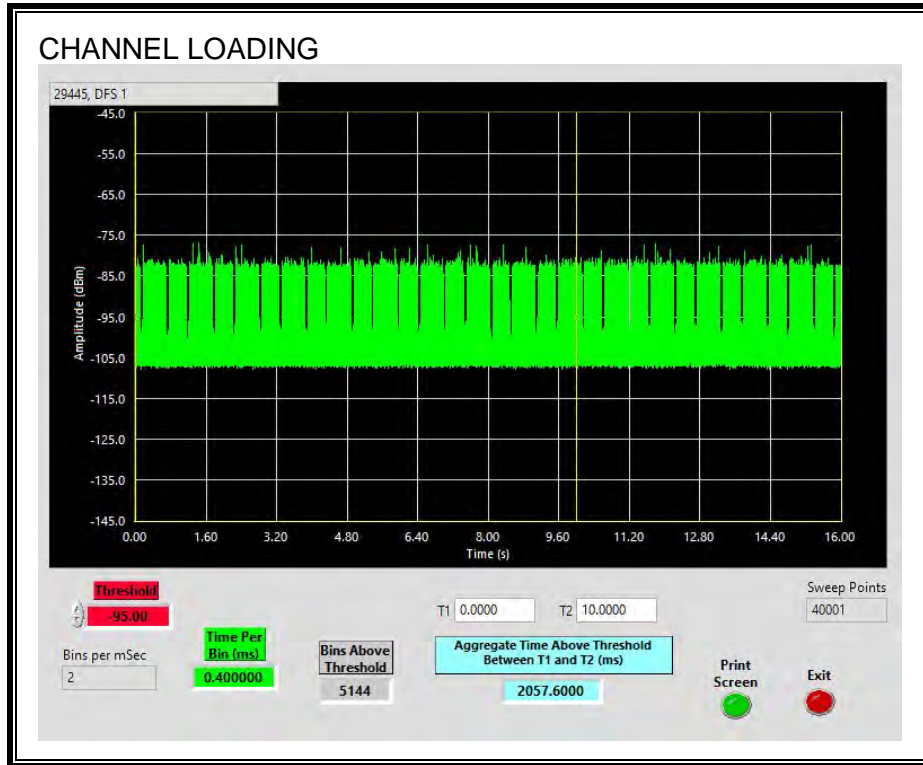 CHANNEL LOADING
29445, DFS 1
-45.0
-55.0
-65.0
-75.0
-85.0
-95.0
-105.0
-115.0
-125.0
-135.0
-145.0
Amplitude (dBm)
0.00 1.60 3.20 4.80 6.40 8.00 9.60 11.20 12.80 14.40 16.00
Time (s)
Threshold
-95.00
Bins per mSec
2
Time Per
Bin (ms)
0.400000
Bins Above
Threshold
5144
T1 0.0000 T2 10.0000
Aggregate Time Above Threshold
Between T1 and T2 (ms)
2057.6000
Sweep Points
40001
Print
Screen
Exit